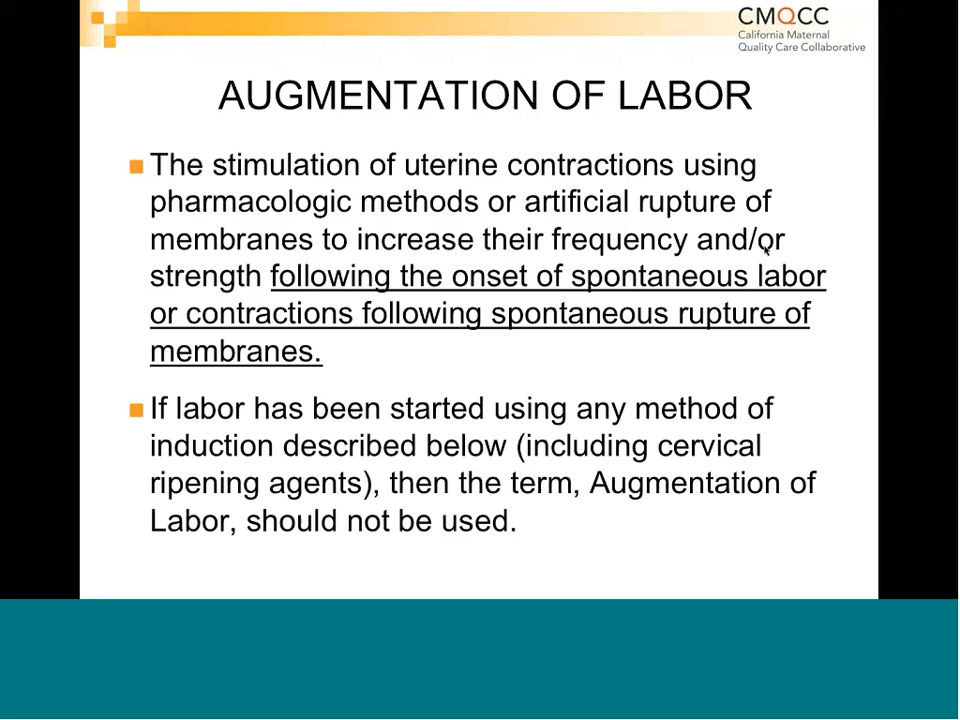 CMQCC
California Maternal
Quality Care Collaborative
AUGMENTATION OF LABOR
The stimulation of uterine contractions using
pharmacologic methods or artificial rupture of
membranes to increase their frequency and/or
strength following the onset of spontaneous labor
or contractions following spontaneous rupture of
membranes.
If labor has been started using any method of
induction described below (including cervical
ripening agents), then the term, Augmentation of
Labor, should not be used.